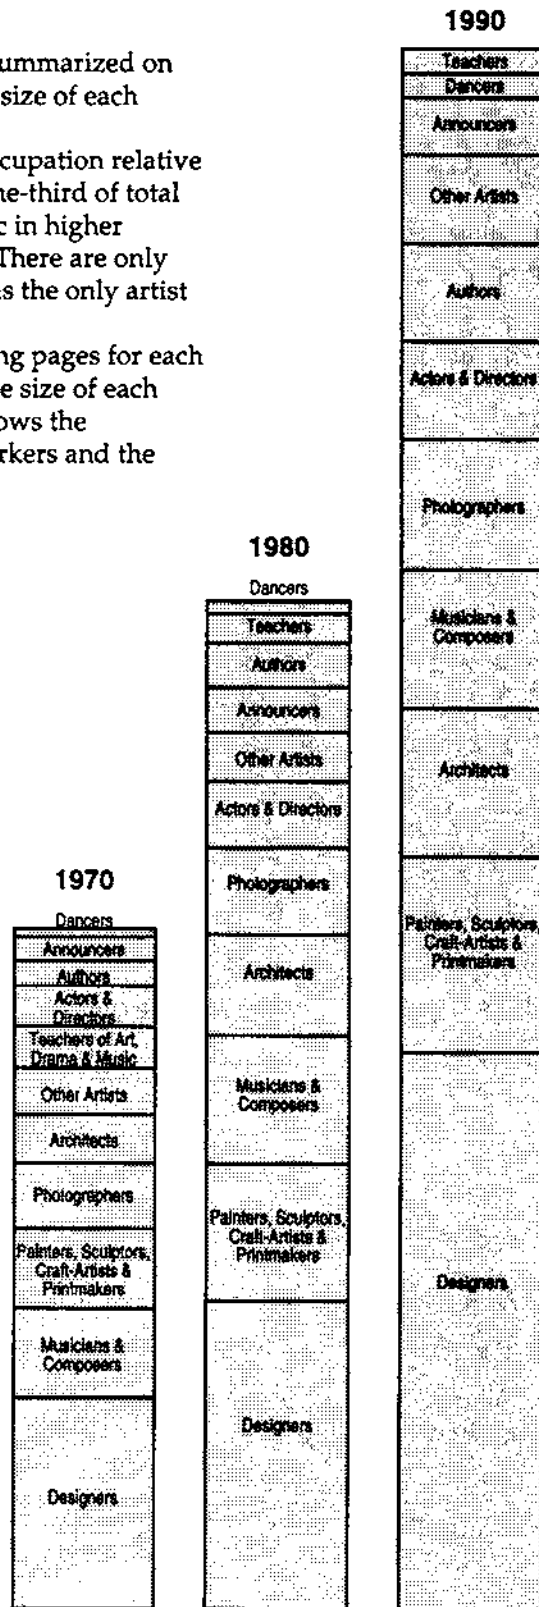 ummarized on
size of each
cupation relative
ne-third of total
c in higher
There are only
s the only artist
ng pages for each
e size of each
ows the
rkers and the
1990
Teachers
Dancers
Announcers
Other Artists
Authors
Actors & Directors
Photographers
Musicians &
Composers
Architects
Painters, Sculptors,
Craft-Artists &
Printmakers
Designers
1980
Dancers
Teachers
Authors
Announcers
Other Artists
Actors & Directors
Photographers
Architects
Musicians &
Composers
Painters, Sculptors,
Craft-Artists &
Printmakers
Designers
1970
Dancers
Announcers
Authors
Actors &
Directors
Teachers of Art,
Drama & Music
Other Artists
Architects
Photographers
Painters, Sculptors,
Craft-Artists &
Printmakers
Musicians &
Composers
Designers